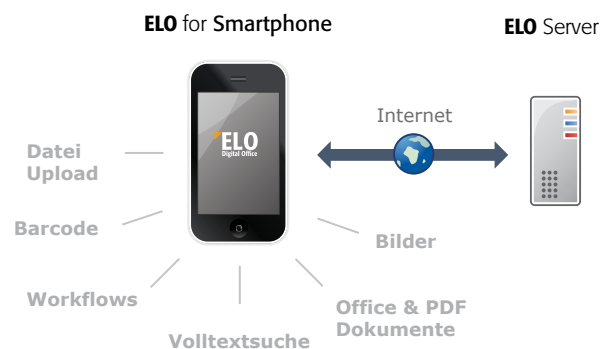 ELO for Smartphone
ELO Server
Internet
ELO
Digital Office
Datei
Upload
Barcode
Bilder
Workflows
Office & PDF
Dokumente
Volltextsuche